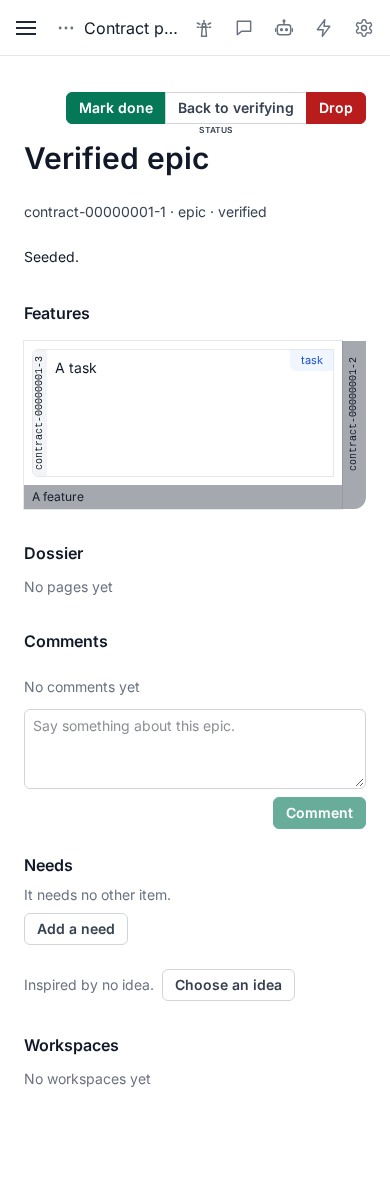 Contract p...
Mark done
Back to verifying
Drop
STATUS
Verified epic
contract-00000001-1 · epic · verified
Seeded.
Features
contract-00000001-3
A task
task
contract-00000001-2
A feature
Dossier
No pages yet
Comments
No comments yet
Say something about this epic.
Comment
Needs
It needs no other item.
Add a need
Inspired by no idea.
Choose an idea
Workspaces
No workspaces yet